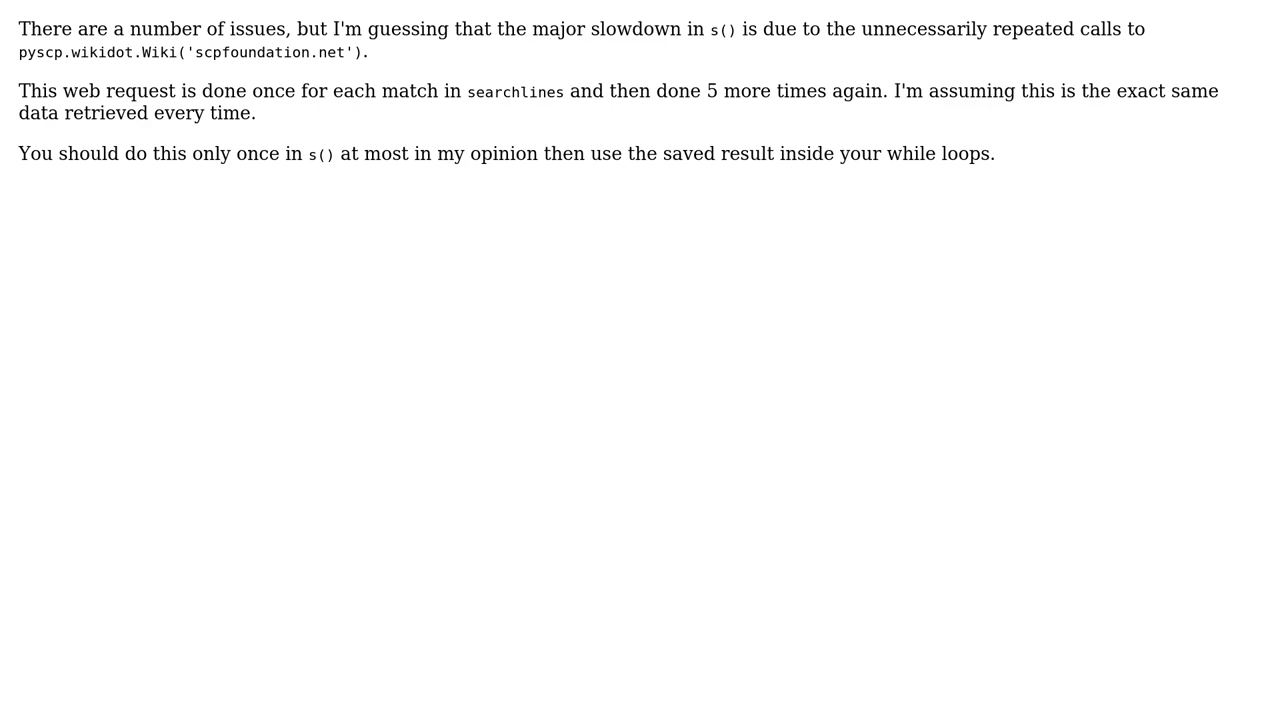 There are a number of issues, but I'm guessing that the major slowdown in s() is due to the unnecessarily repeated calls to
pyscp.wikidot.Wiki('scpfoundation.net').
This web request is done once for each match in searchlines and then done 5 more times again. I'm assuming this is the exact same
data retrieved every time.
You should do this only once in s() at most in my opinion then use the saved result inside your while loops.